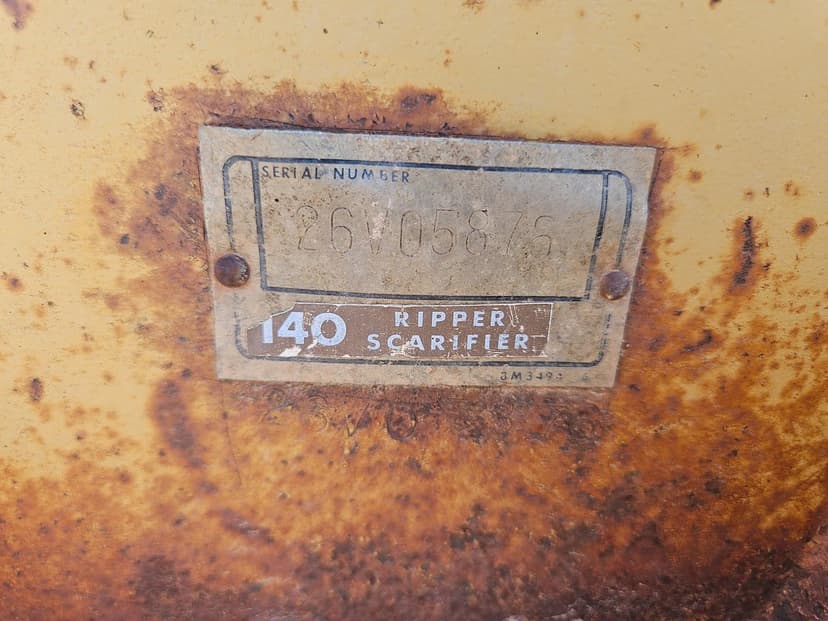 SERIAL NUMBER
26V05876
140 RIPPER
SCARIFIER